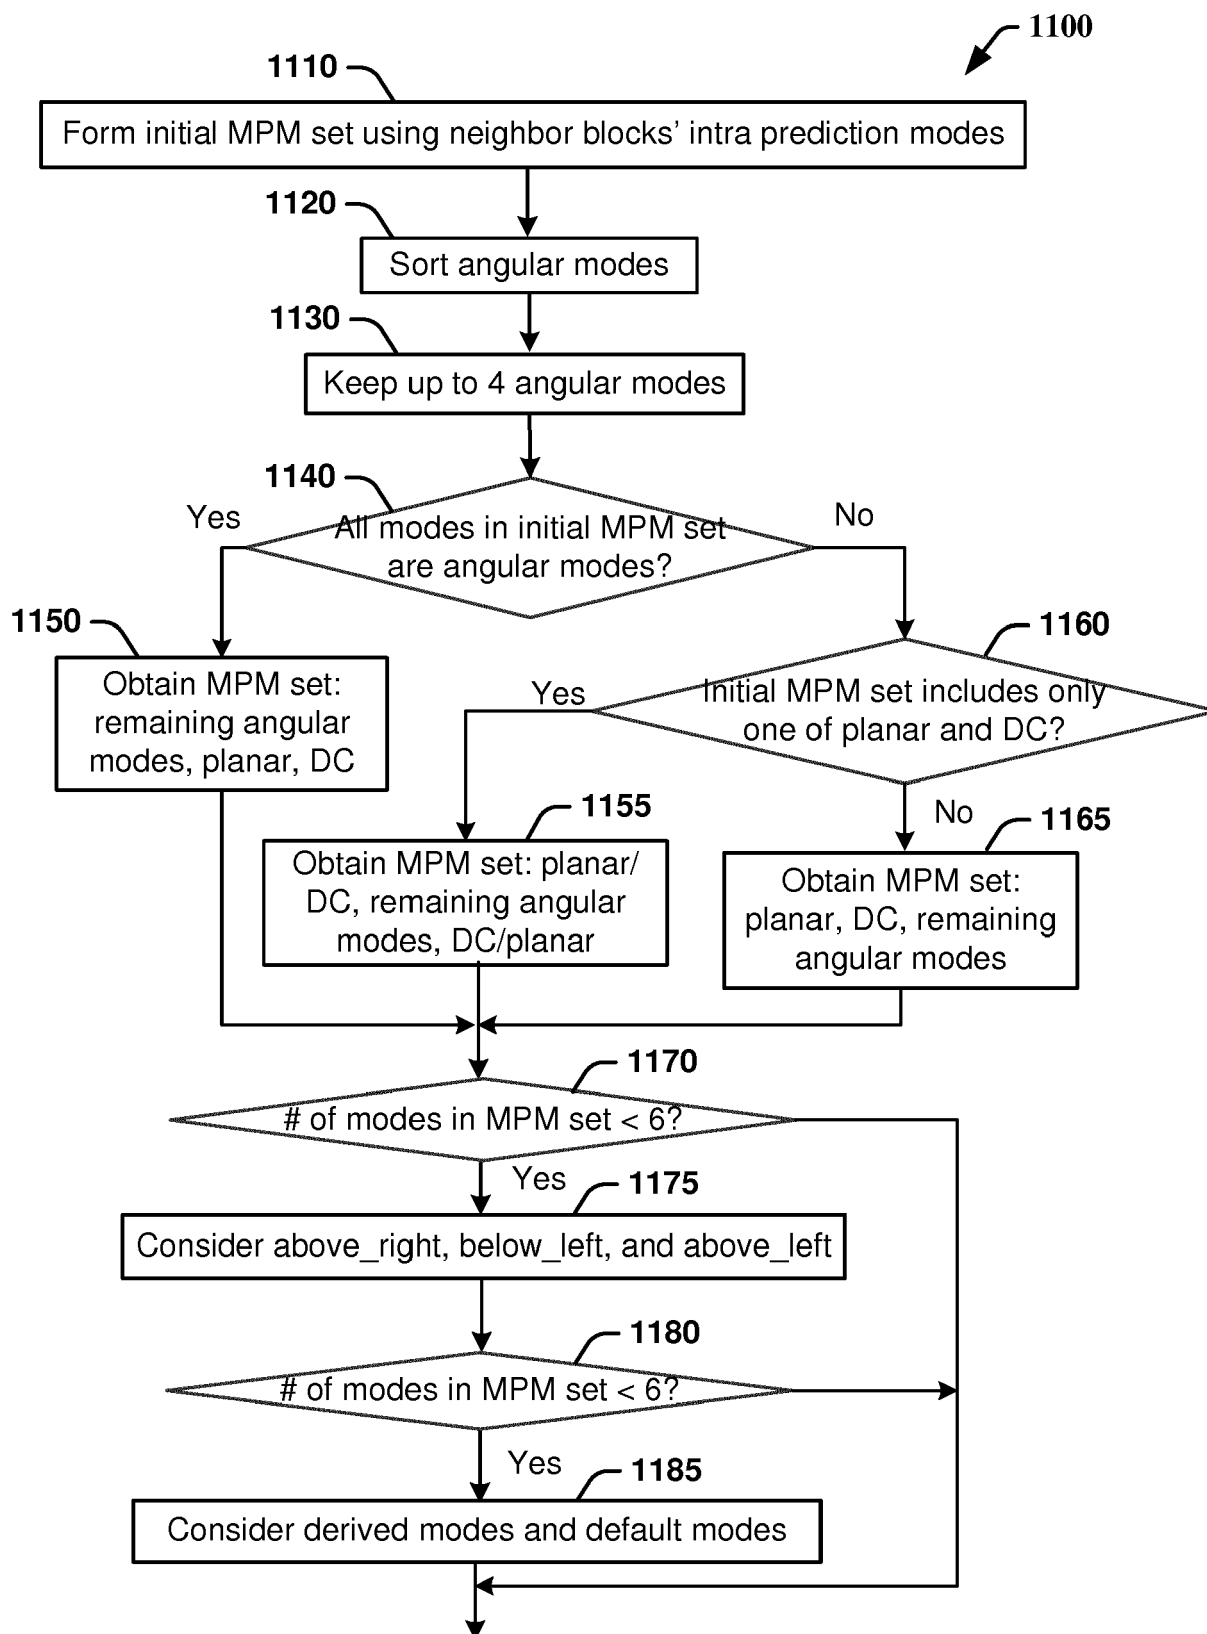 1100
1110
Form initial MPM set using neighbor blocks’ intra prediction modes
1120
Sort angular modes
1130
Keep up to 4 angular modes
1140
Yes
No
All modes in initial MPM set
are angular modes?
1150
1160
Obtain MPM set:
remaining angular
modes, planar, DC
Yes
Initial MPM set includes only
one of planar and DC?
No
1155
1165
Obtain MPM set: planar/
DC, remaining angular
modes, DC/planar
Obtain MPM set:
planar, DC, remaining
angular modes
1170
# of modes in MPM set < 6?
Yes
1175
Consider above_right, below_left, and above_left
1180
# of modes in MPM set < 6?
Yes
1185
Consider derived modes and default modes